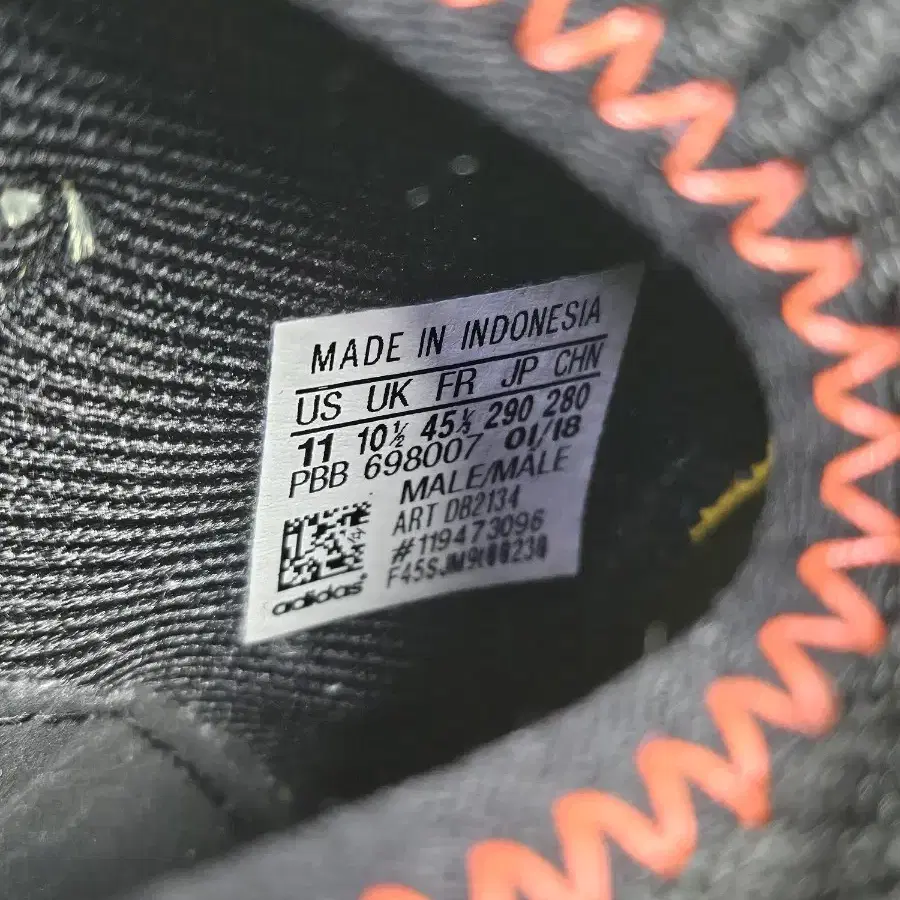 MADE IN INDONESIA
US UK FR JP CHN
11 10½ 45⅓ 290 280
PBB 698007 01/18
MALE/MÂLE
ART DB2134
#119473096
adidas